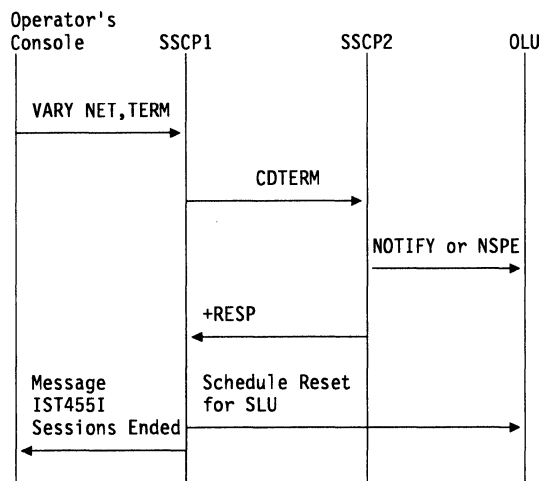 Operator's
Console SSCP1 SSCP2 OLU
VARY NET,TERM
CDTERM
NOTIFY or NSPE
+RESP
Message
IST455I
Sessions Ended
Schedule Reset
for SLU